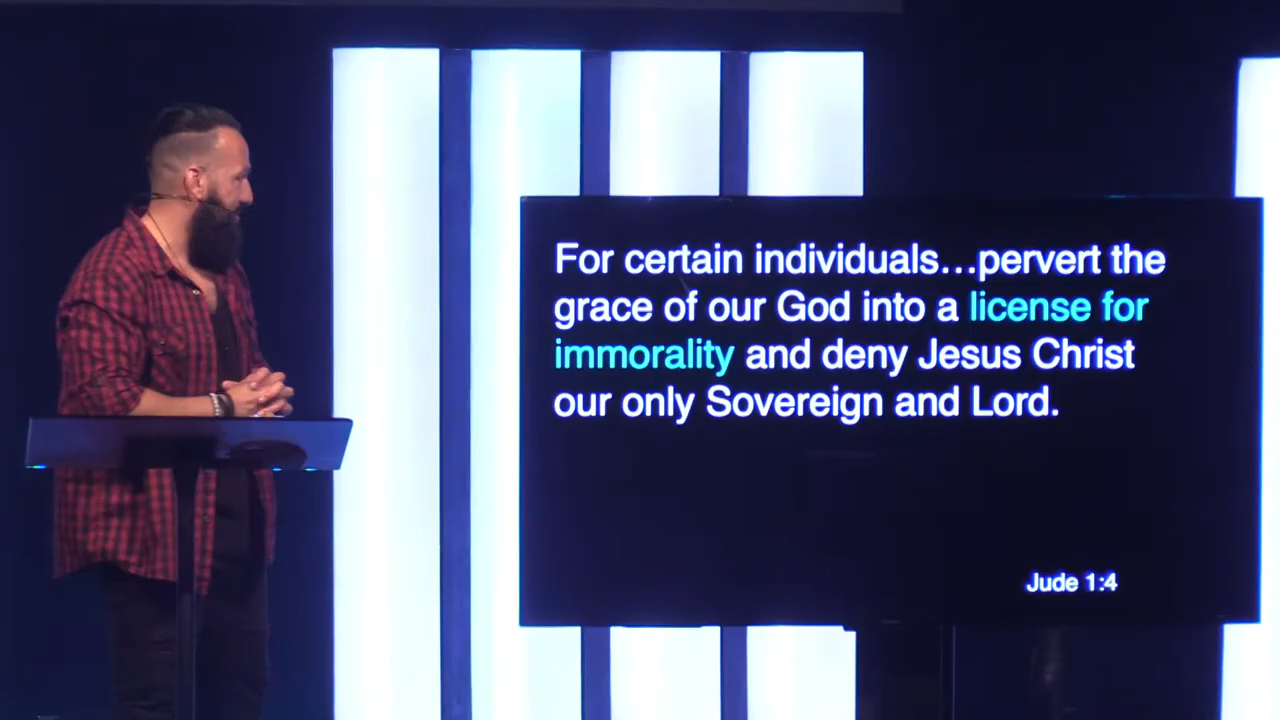 For certain individuals…pervert the
grace of our God into a license for
immorality and deny Jesus Christ
our only Sovereign and Lord.
Jude 1:4